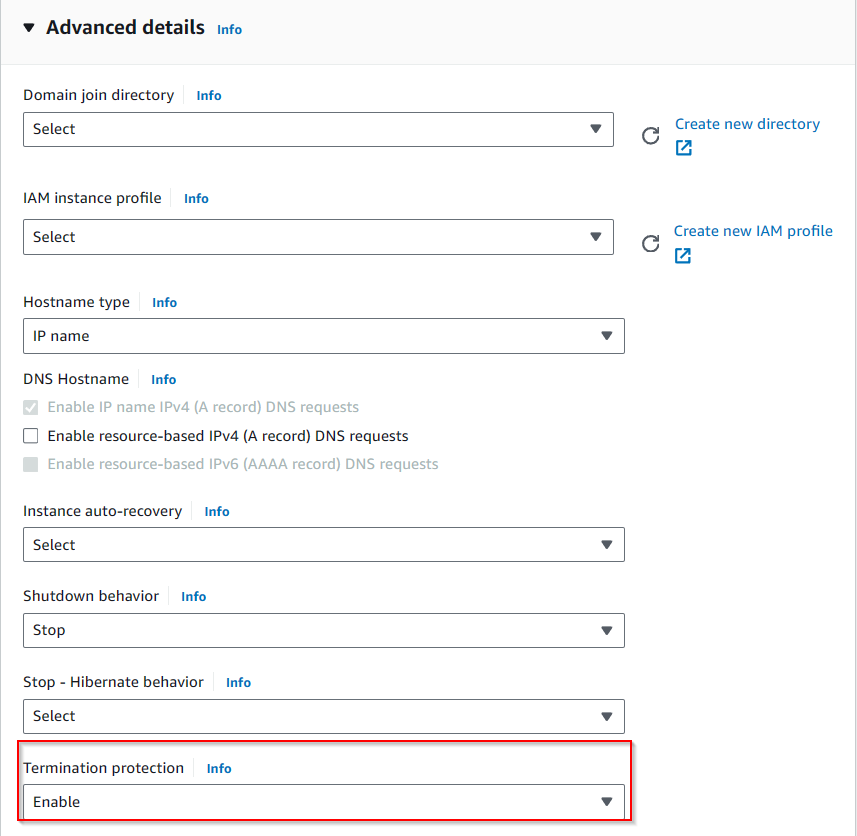 Advanced details Info
Domain join directory Info
Select
Create new directory
IAM instance profile Info
Select
Create new IAM profile
Hostname type Info
IP name
DNS Hostname Info
Enable IP name IPv4 (A record) DNS requests
Enable resource-based IPv4 (A record) DNS requests
Enable resource-based IPv6 (AAAA record) DNS requests
Instance auto-recovery Info
Select
Shutdown behavior Info
Stop
Stop - Hibernate behavior Info
Select
Termination protection Info
Enable